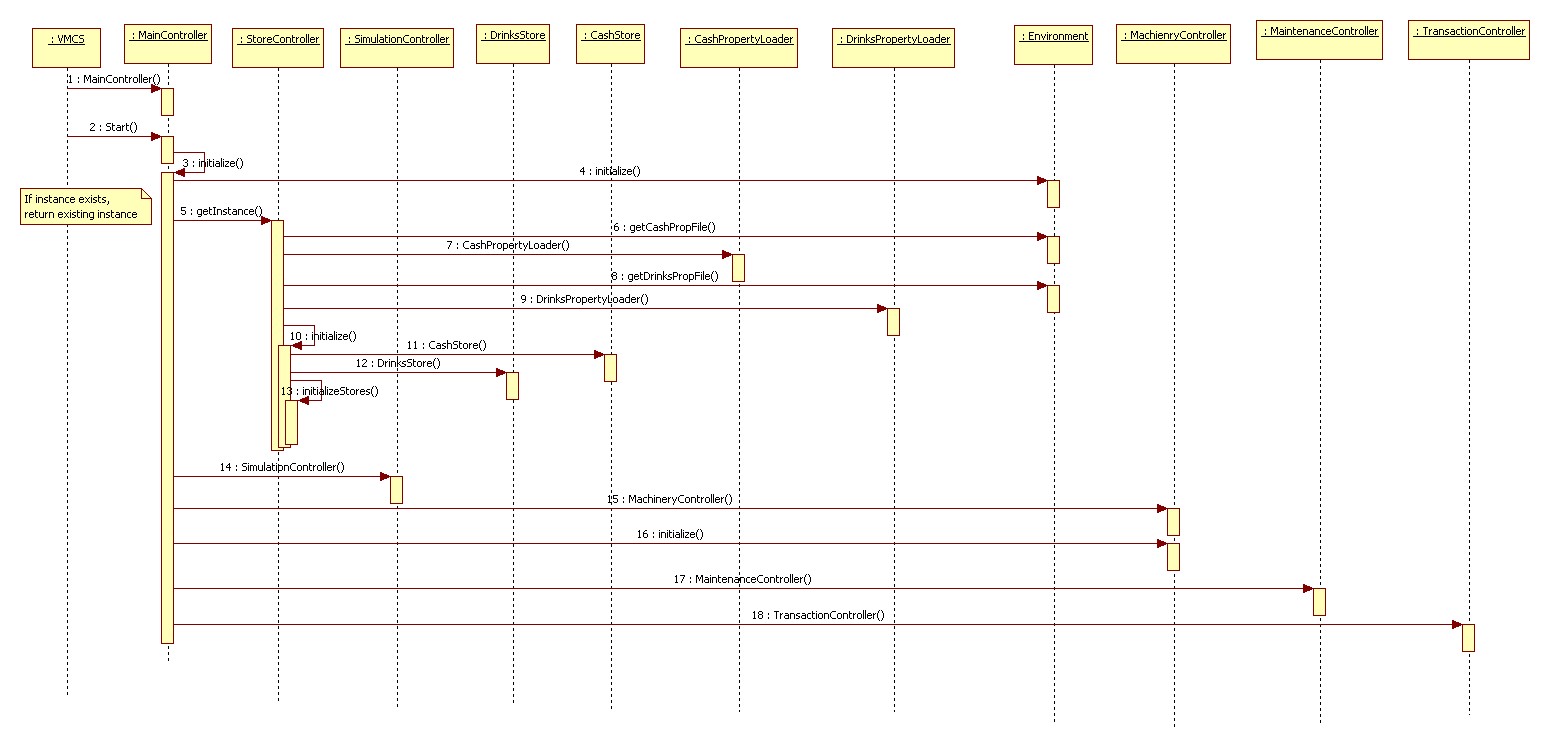 : VMCS
: MainController
: StoreController
: SimulationController
: DrinksStore
: CashStore
: CashPropertyLoader
: DrinksPropertyLoader
: Environment
: MachienryController
: MaintenanceController
: TransactionController
1 : MainController()
2 : Start()
3 : initialize()
4 : initialize()
If instance exists,
return existing instance
5 : getInstance()
6 : getCashPropFile()
7 : CashPropertyLoader()
8 : getDrinksPropFile()
9 : DrinksPropertyLoader()
10 : initialize()
11 : CashStore()
12 : DrinksStore()
13 : initializeStores()
14 : SimulationController()
15 : MachineryController()
16 : initialize()
17 : MaintenanceController()
18 : TransactionController()